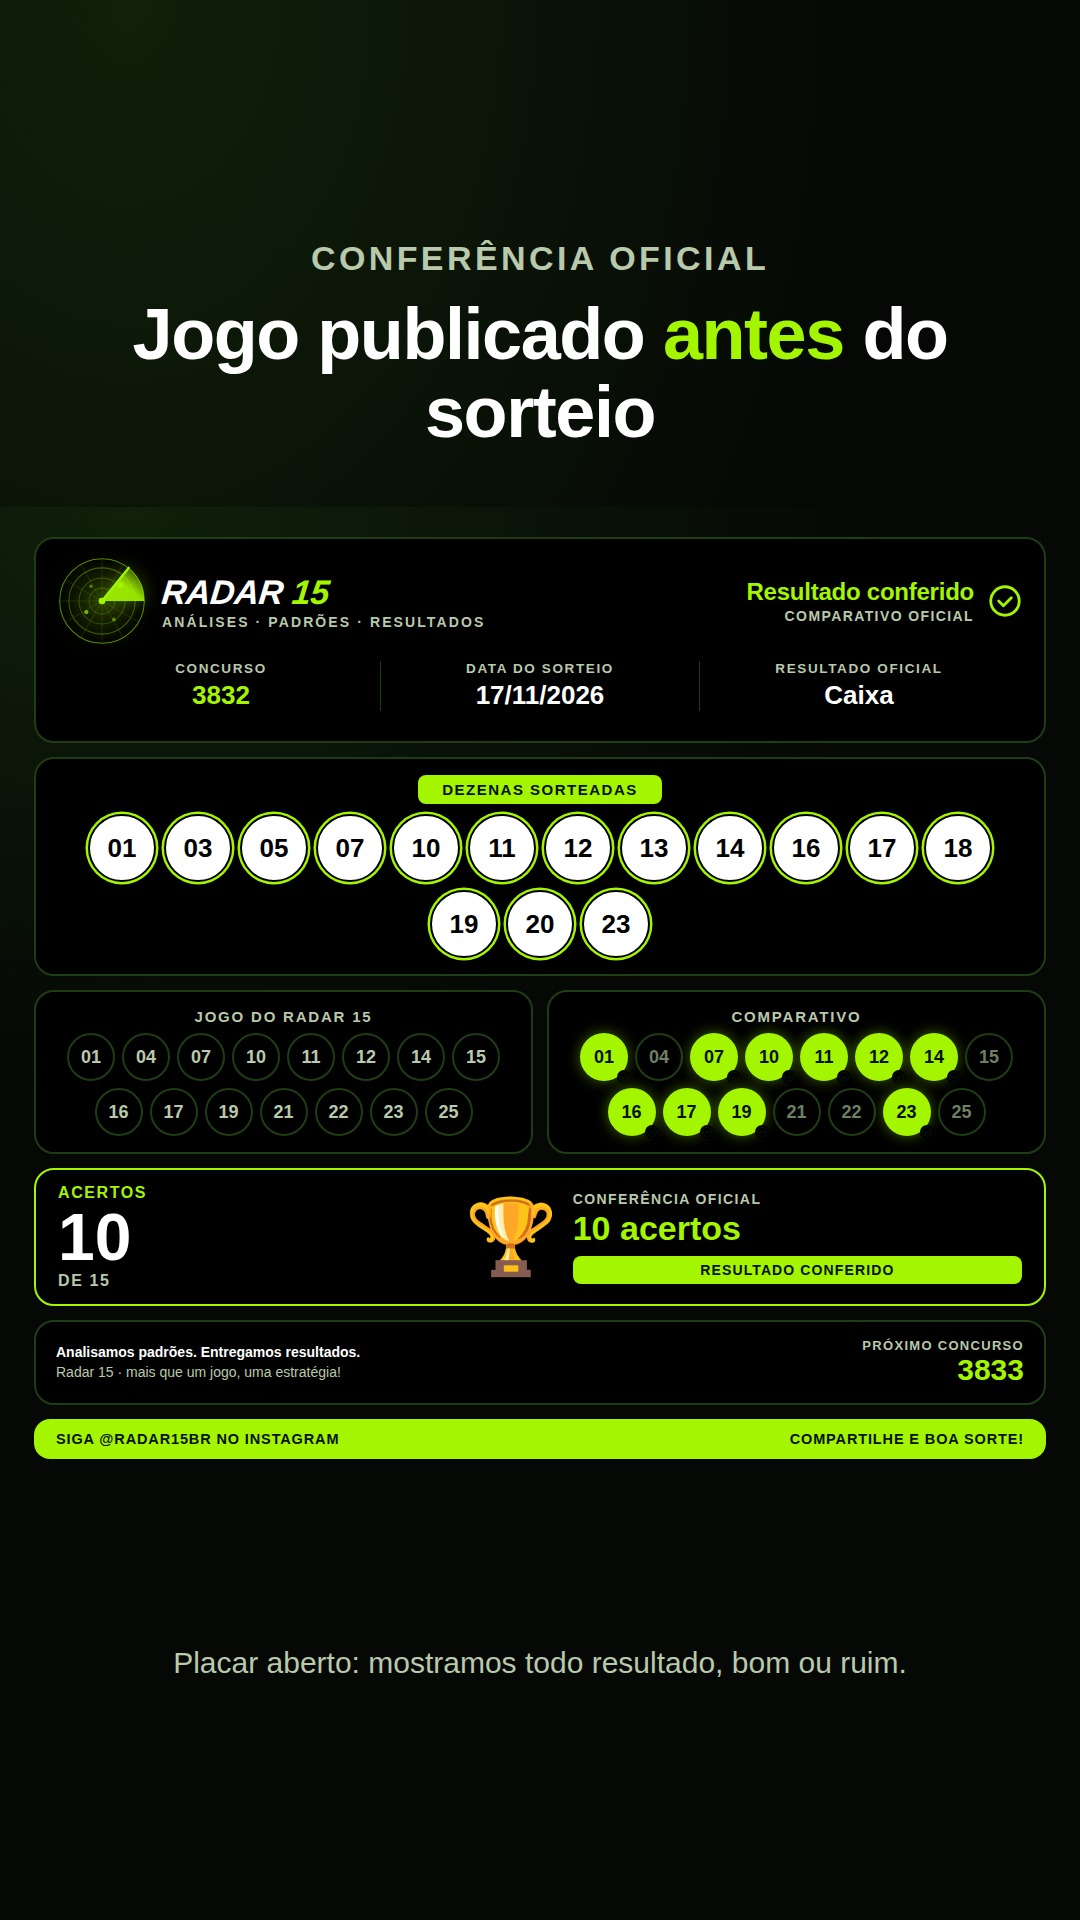 CONFERÊNCIA OFICIAL
Jogo publicado antes do
sorteio
RADAR 15
ANÁLISES · PADRÕES · RESULTADOS
Resultado conferido
COMPARATIVO OFICIAL
CONCURSO
3832
DATA DO SORTEIO
17/11/2026
RESULTADO OFICIAL
Caixa
DEZENAS SORTEADAS
01 03 05 07 10 11 12 13 14 16 17 18
19 20 23
JOGO DO RADAR 15
01 04 07 10 11 12 14 15
16 17 19 21 22 23 25
COMPARATIVO
01 04 07 10 11 12 14 15
16 17 19 21 22 23 25
ACERTOS
10
DE 15
CONFERÊNCIA OFICIAL
10 acertos
RESULTADO CONFERIDO
Analisamos padrões. Entregamos resultados.
Radar 15 · mais que um jogo, uma estratégia!
PRÓXIMO CONCURSO
3833
SIGA @RADAR15BR NO INSTAGRAM
COMPARTILHE E BOA SORTE!
Placar aberto: mostramos todo resultado, bom ou ruim.